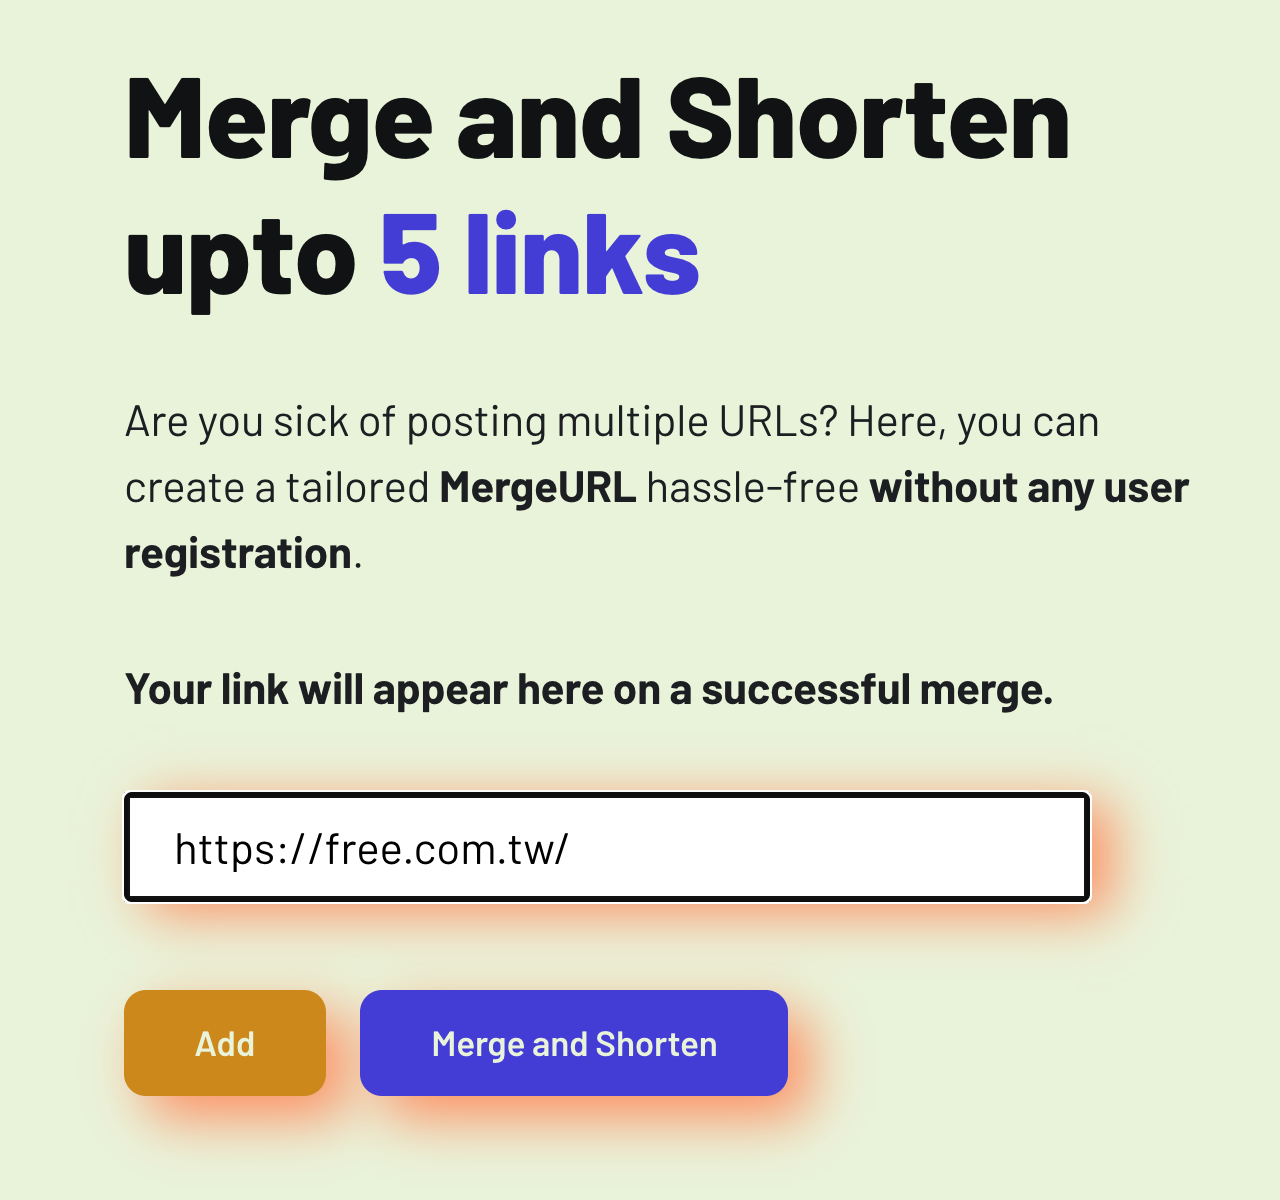 Merge and Shorten
upto 5 links
Are you sick of posting multiple URLs? Here, you can
create a tailored MergeURL hassle-free without any user
registration.
Your link will appear here on a successful merge.
https://free.com.tw/
Add
Merge and Shorten